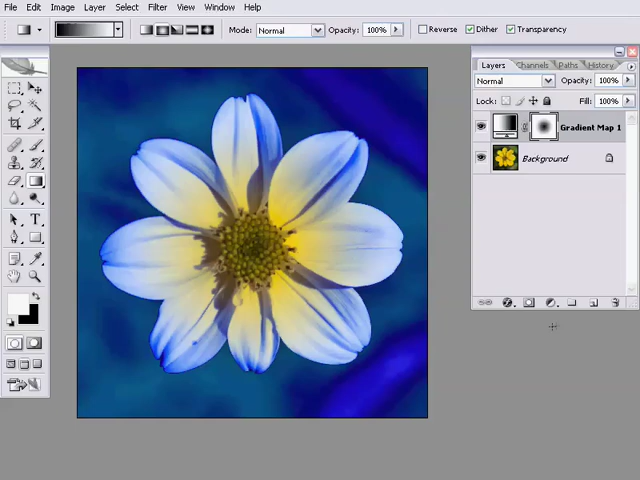 File Edit Image Layer Select Filter View Window Help
Mode: Normal Opacity: 100% Reverse Dither Transparency
Layers Channels Paths History
Normal Opacity: 100%
Lock: Fill: 100%
Gradient Map 1
Background
T